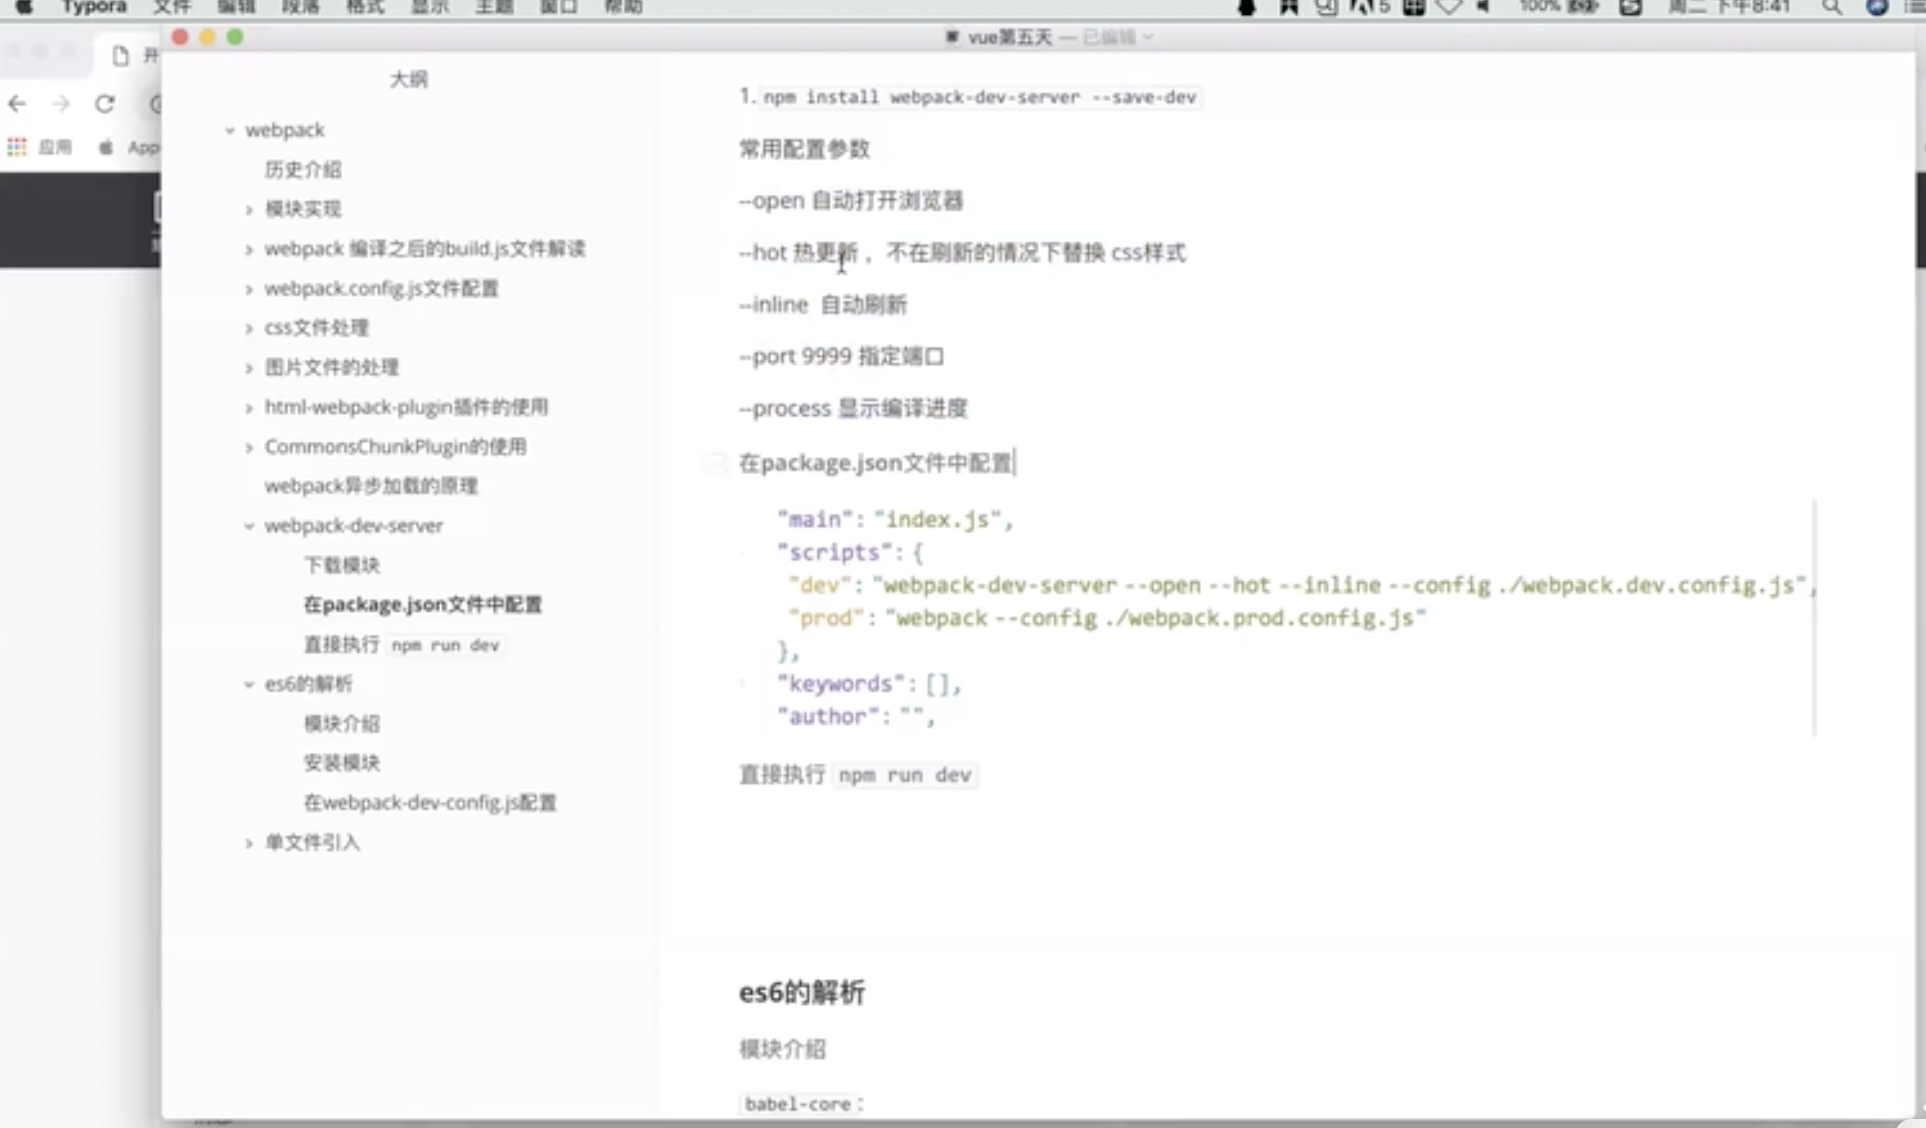 Typora 文件 编辑 段落 格式 显示 主题 窗口 帮助 5 100% 周二 下午8:41
vue第五天 — 已编辑
开
应用 App
大纲
webpack
历史介绍
模块实现
webpack 编译之后的build.js文件解读
webpack.config.js文件配置
css文件处理
图片文件的处理
html-webpack-plugin插件的使用
CommonsChunkPlugin的使用
webpack异步加载的原理
webpack-dev-server
下载模块
在package.json文件中配置
直接执行 npm run dev
es6的解析
模块介绍
安装模块
在webpack-dev-config.js配置
单文件引入
1. npm install webpack-dev-server --save-dev
常用配置参数
--open 自动打开浏览器
--hot 热更新 ，不在刷新的情况下替换 css样式
--inline 自动刷新
--port 9999 指定端口
--process 显示编译进度
在package.json文件中配置
"main": "index.js",
"scripts": {
"dev": "webpack-dev-server --open --hot --inline --config ./webpack.dev.config.js",
"prod": "webpack --config ./webpack.prod.config.js"
},
"keywords": [],
"author": "",
直接执行 npm run dev
es6的解析
模块介绍
babel-core：